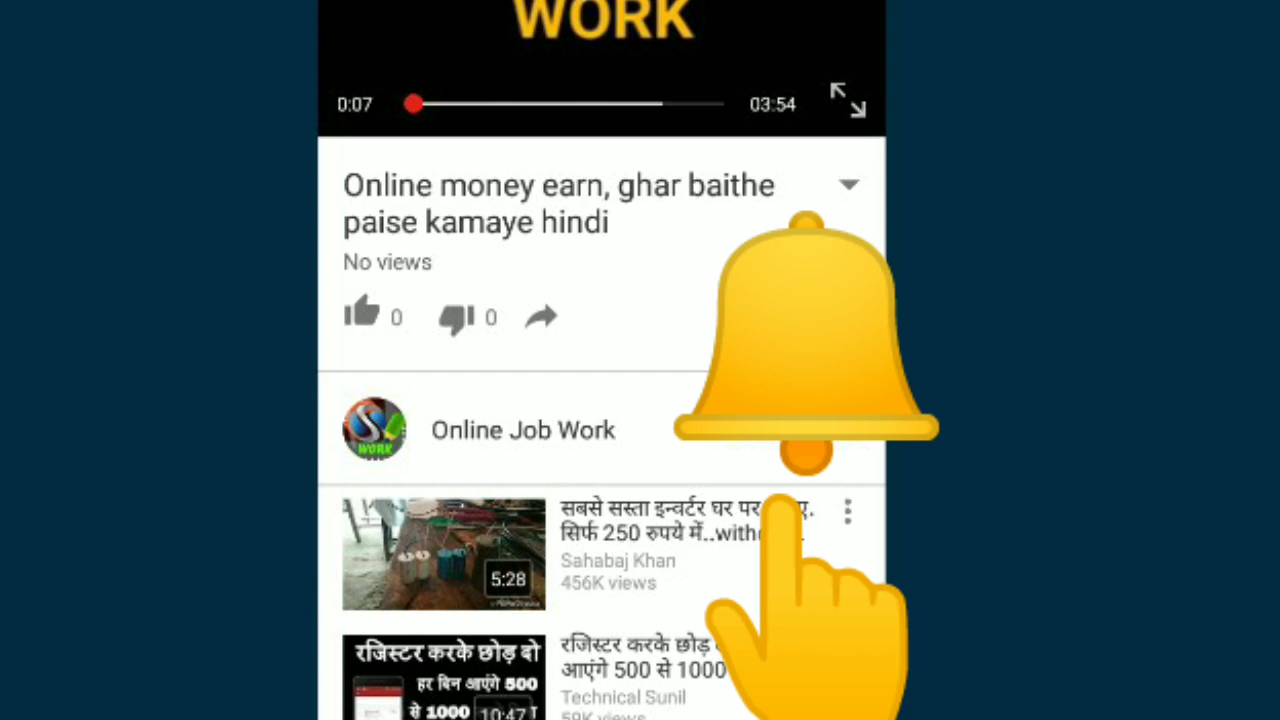 WORK
0:07
03:54
Online money earn, ghar baithe
paise kamaye hindi
No views
0
0
WORK
Online Job Work
5:28
सबसे सस्ता इन्वर्टर घर पर
सिर्फ 250 रुपये में..
Sahabaj Khan
456K views
रजिस्टर करके छोड़ दो
हर दिन आएंगे 500
से 1000
10:47
रजिस्टर करके छोड़
आएंगे 500 से 1000
Technical Sunil
59K views